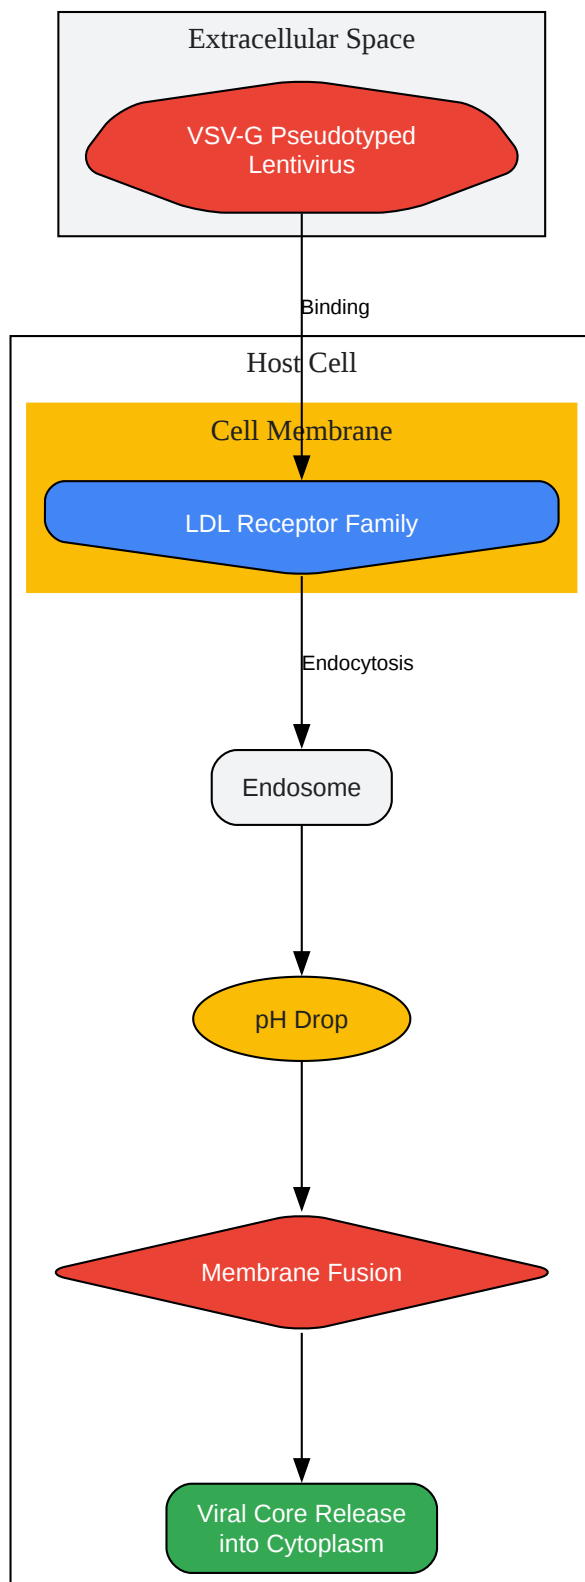 Extracellular Space
VSV-G Pseudotyped
Lentivirus
Binding
Host Cell
Cell Membrane
LDL Receptor Family
Endocytosis
Endosome
pH Drop
Membrane Fusion
Viral Core Release
into Cytoplasm